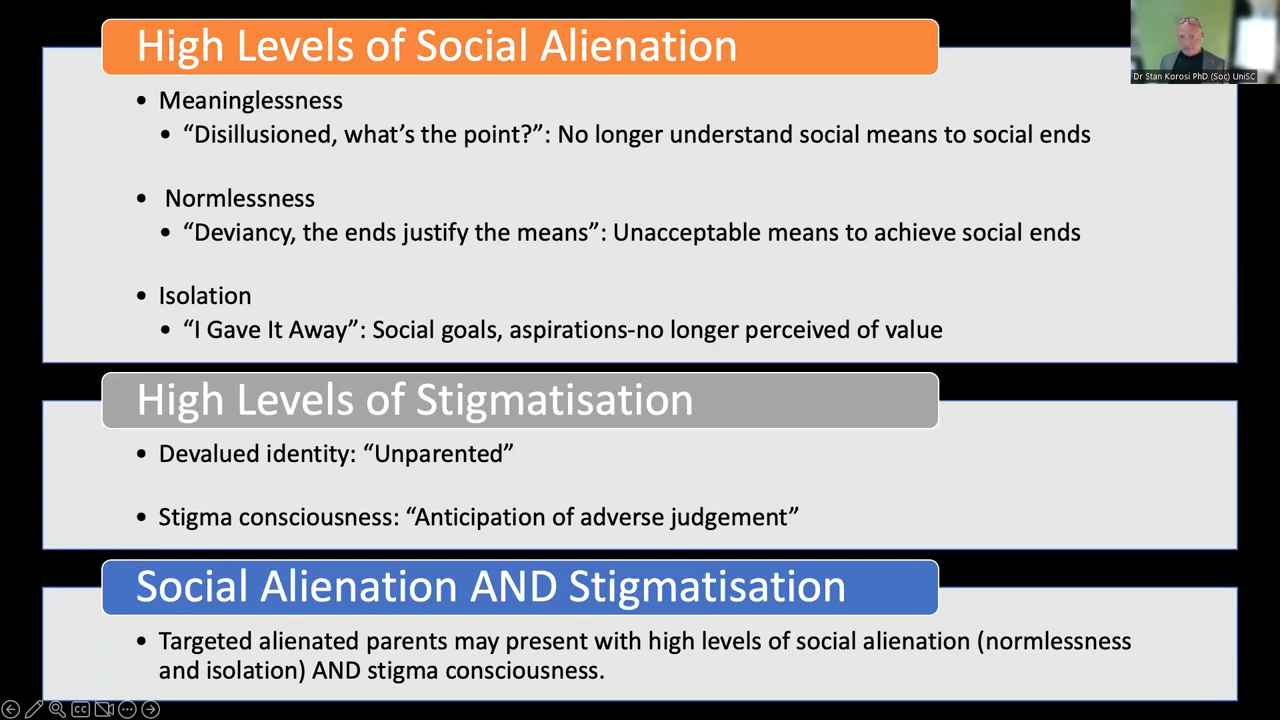 High Levels of Social Alienation
Dr Stan Korosi PhD (Soc) UniSC
• Meaninglessness
• “Disillusioned, what’s the point?”: No longer understand social means to social ends
• Normlessness
• “Deviancy, the ends justify the means”: Unacceptable means to achieve social ends
• Isolation
• “I Gave It Away”: Social goals, aspirations-no longer perceived of value
High Levels of Stigmatisation
• Devalued identity: “Unparented”
• Stigma consciousness: “Anticipation of adverse judgement”
Social Alienation AND Stigmatisation
• Targeted alienated parents may present with high levels of social alienation (normlessness
and isolation) AND stigma consciousness.
CC